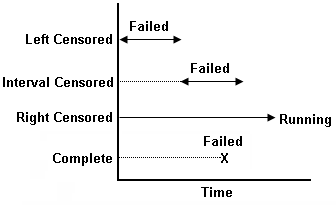 Failed
Left Censored
Failed
Interval Censored
Right Censored
Running
Failed
Complete
X
Time